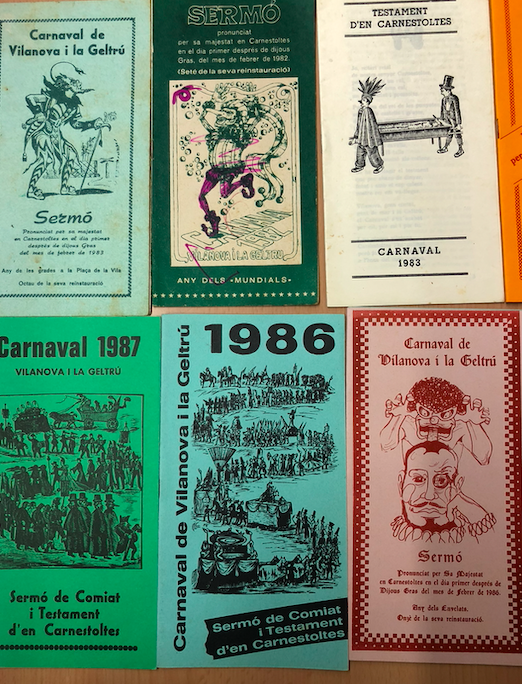 Carnaval de
Vilanova i la Geltrú
Sermó
Pronunciat per sa majestat
en Carnestoltes en el dia primer
després de dijous Gras
del mes de febrer de 1983
Any de les grades a la Plaça de la Vila
Octau de la seva reinstauració
SERMÓ
pronunciat
per sa majestat en Carnestoltes
en el dia primer després de dijous
Gras, del mes de febrer de 1982.
(Seté de la seva reinstauració)
VILANOVA I LA GELTRU
ANY DELS «MUNDIALS»
TESTAMENT
D'EN CARNESTOLTES
CARNAVAL
1983
Carnaval 1987
VILANOVA I LA GELTRÚ
Sermó de Comiat
i Testament
d'en Carnestoltes
1986
Carnaval de Vilanova i la Geltrú
Sermó de Comiat
i Testament
d'en Carnestoltes
Carnaval de
Vilanova i la Geltrú
Sermó
Pronunciat per Sa Majestat
en Carnestoltes en el dia primer després de
Dijous Gras del mes de febrer de 1986.
Any dels Envelats.
Onzè de la seva reinstauració.